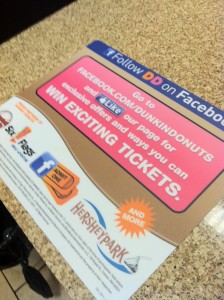 Follow DD on Facebook
Go to
FACEBOOK.COM/DUNKINDONUTS
and Like our page for
exclusive offers and ways you can
WIN EXCITING TICKETS.
AND
MORE
HERSHEYPARK